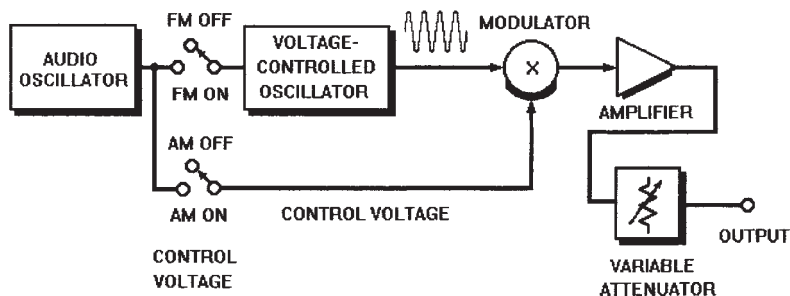 FM OFF
AUDIO
OSCILLATOR
FM ON
VOLTAGE-
CONTROLLED
OSCILLATOR
MODULATOR
X
AMPLIFIER
AM OFF
AM ON
CONTROL VOLTAGE
CONTROL
VOLTAGE
OUTPUT
VARIABLE
ATTENUATOR